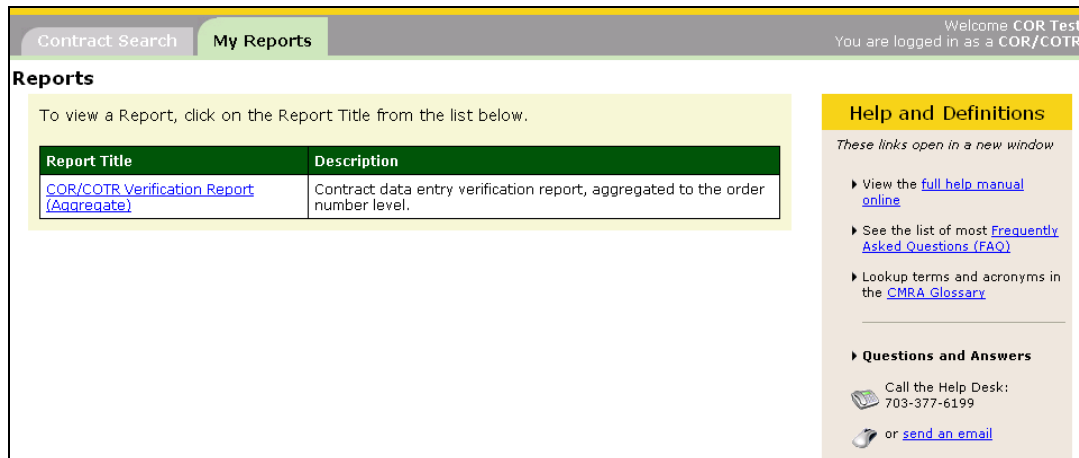 Contract Search
My Reports
Welcome COR Test
You are logged in as a COR/COTR
Reports
To view a Report, click on the Report Title from the list below.
Report Title
Description
COR/COTR Verification Report
(Aggregate)
Contract data entry verification report, aggregated to the order
number level.
Help and Definitions
These links open in a new window
View the full help manual
online
See the list of most Frequently
Asked Questions (FAQ)
Lookup terms and acronyms in
the CMRA Glossary
Questions and Answers
Call the Help Desk:
703-377-6199
or send an email